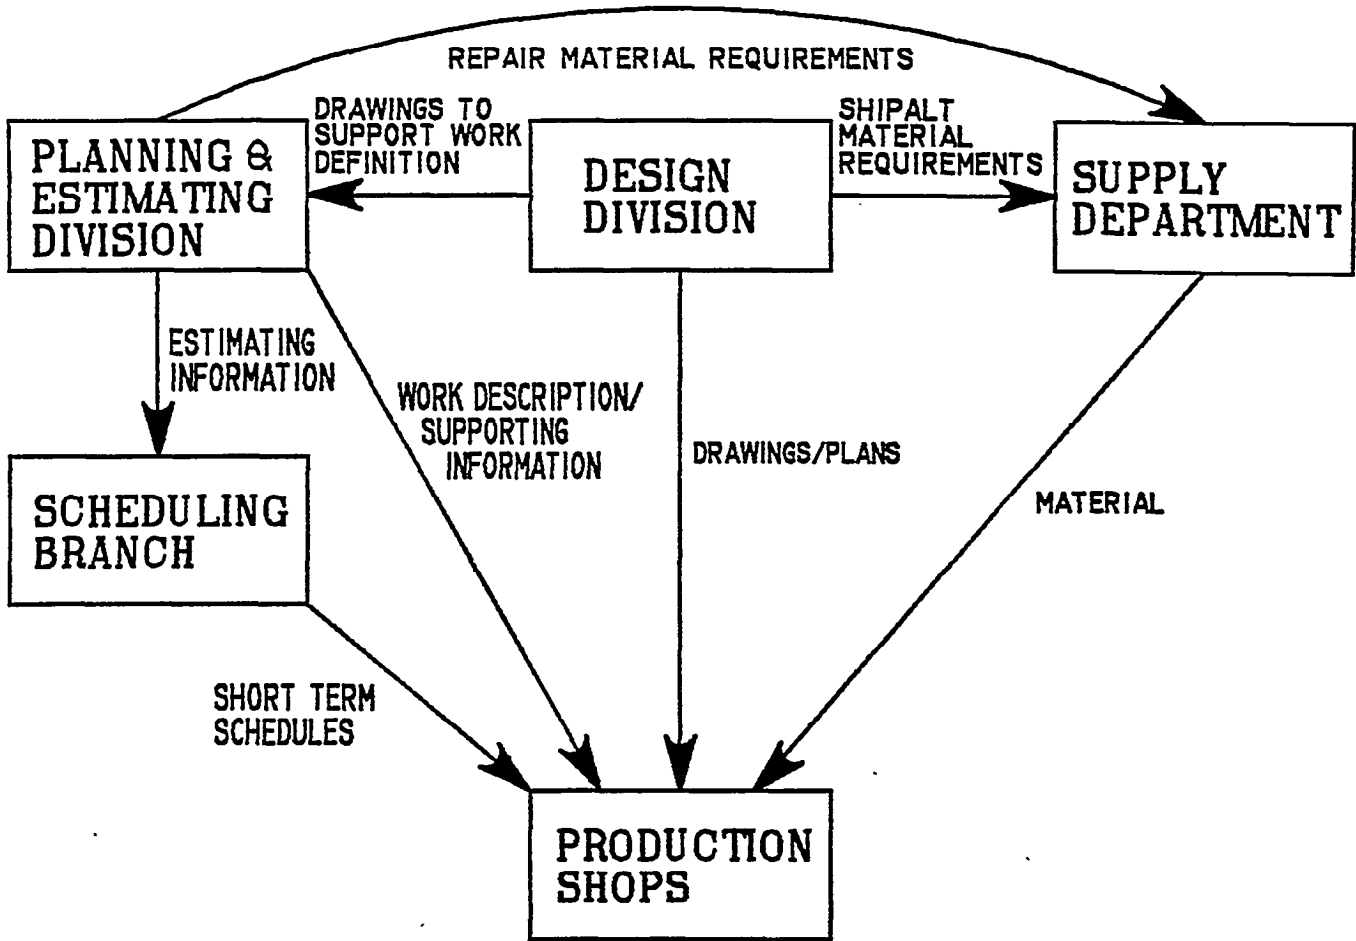 REPAIR MATERIAL REQUIREMENTS
DRAWINGS TO
SUPPORT WORK
DEFINITION
SHIPALT
MATERIAL
REQUIREMENTS
PLANNING &
ESTIMATING
DIVISION
DESIGN
DIVISION
SUPPLY
DEPARTMENT
ESTIMATING
INFORMATION
WORK DESCRIPTION/
SUPPORTING
INFORMATION
DRAWINGS/PLANS
MATERIAL
SCHEDULING
BRANCH
SHORT TERM
SCHEDULES
PRODUCTION
SHOPS